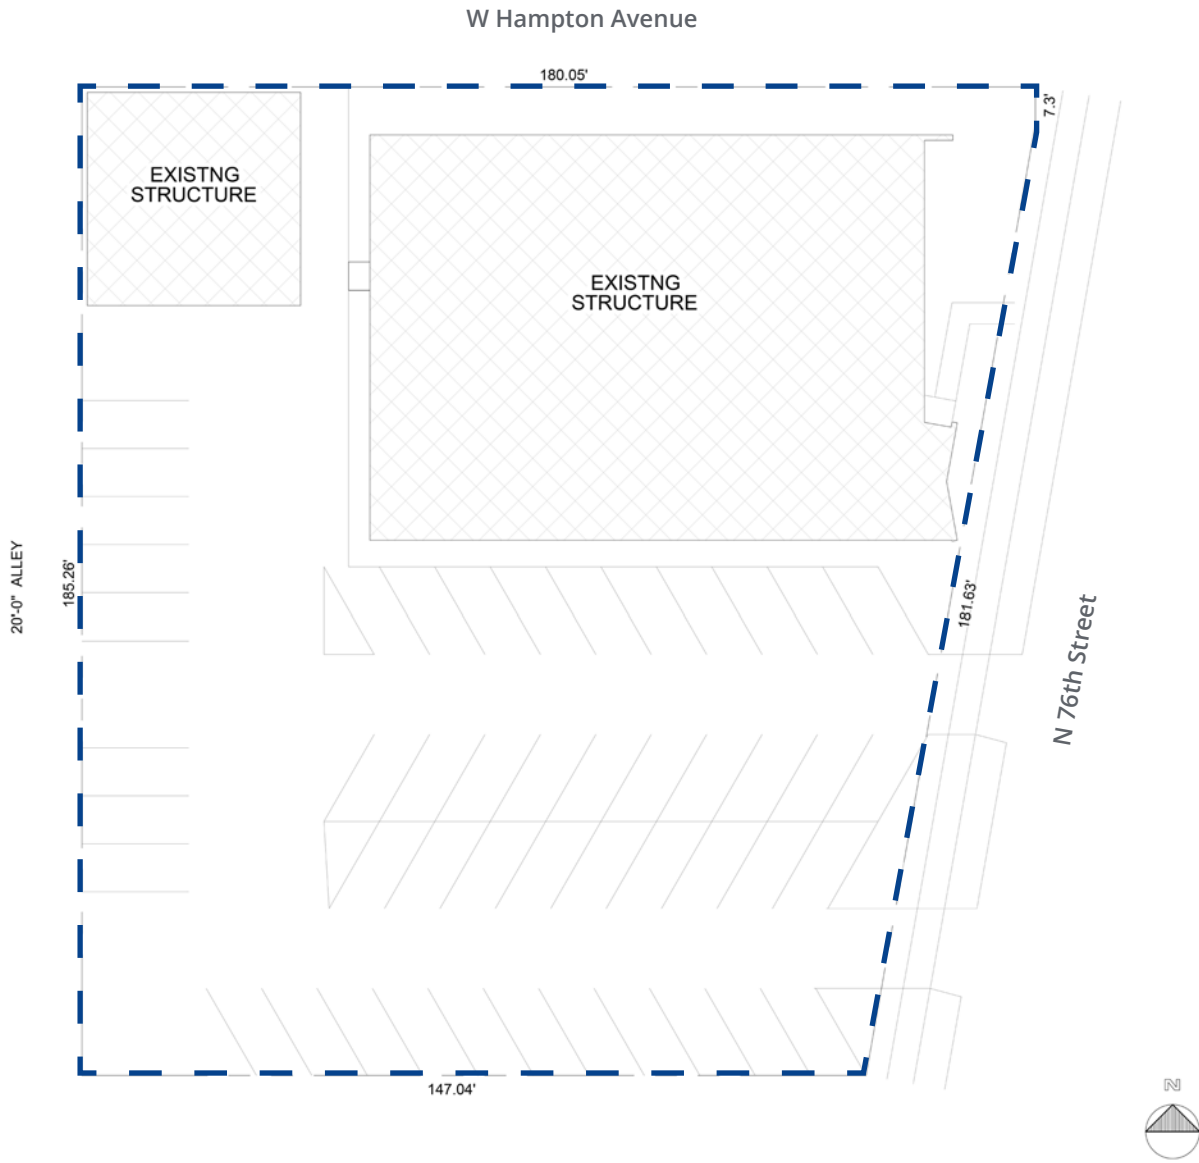 W Hampton Avenue
180.05'
7.3'
EXISTNG
STRUCTURE
EXISTNG
STRUCTURE
20'-0" ALLEY
185.26'
181.63'
N 76th Street
147.04'
N